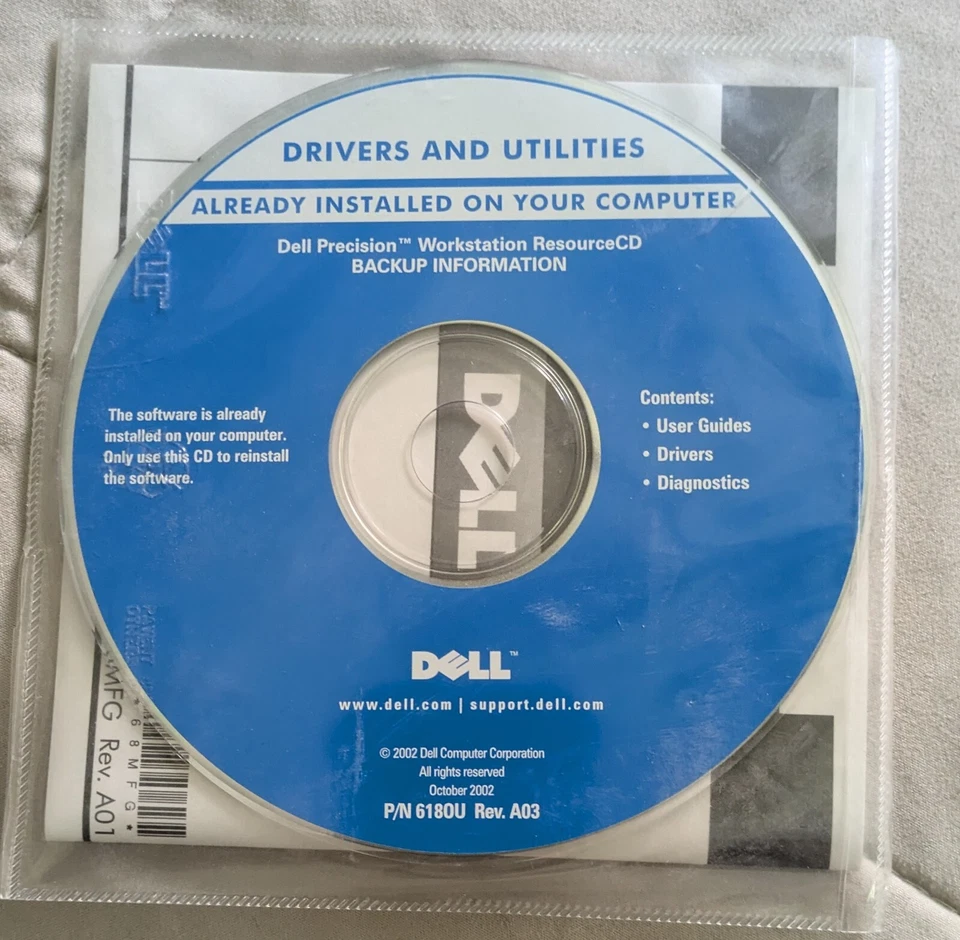 DRIVERS AND UTILITIES
ALREADY INSTALLED ON YOUR COMPUTER
Dell Precision™ Workstation ResourceCD
BACKUP INFORMATION
The software is already
installed on your computer.
Only use this CD to reinstall
the software.
Contents:
• User Guides
• Drivers
• Diagnostics
DELL
DELL™
www.dell.com | support.dell.com
© 2002 Dell Computer Corporation
All rights reserved
October 2002
P/N 6180U Rev. A03
MFG Rev. A01
68MFG*